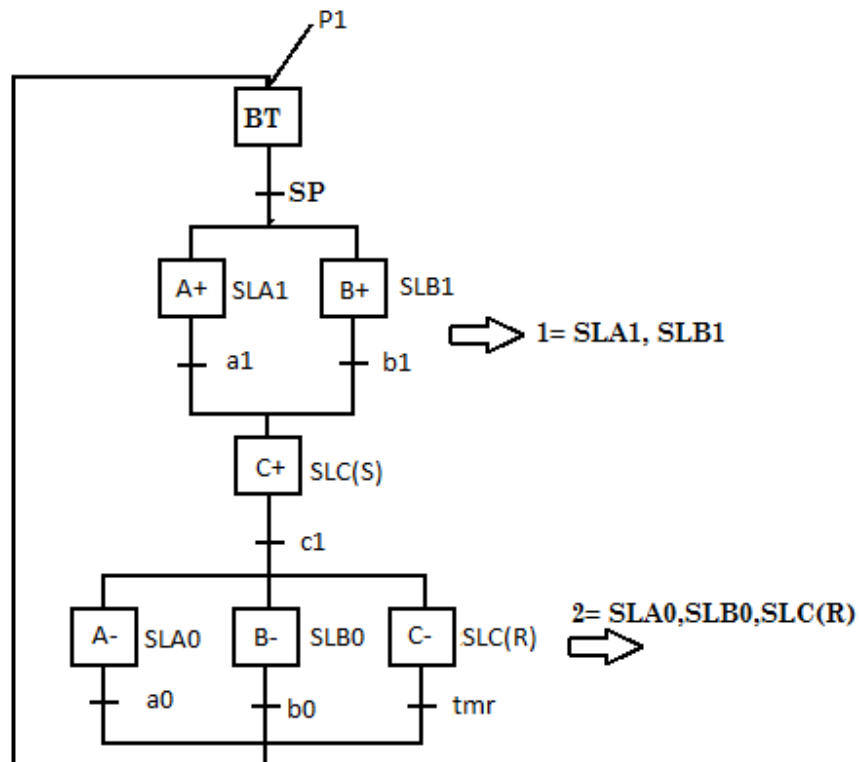 P1
BT
SP
A+ SLA1 B+ SLB1
1= SLA1, SLB1
a1 b1
C+ SLC(S)
c1
2= SLA0,SLB0,SLC(R)
A- SLA0 B- SLB0 C- SLC(R)
a0 b0 tmr